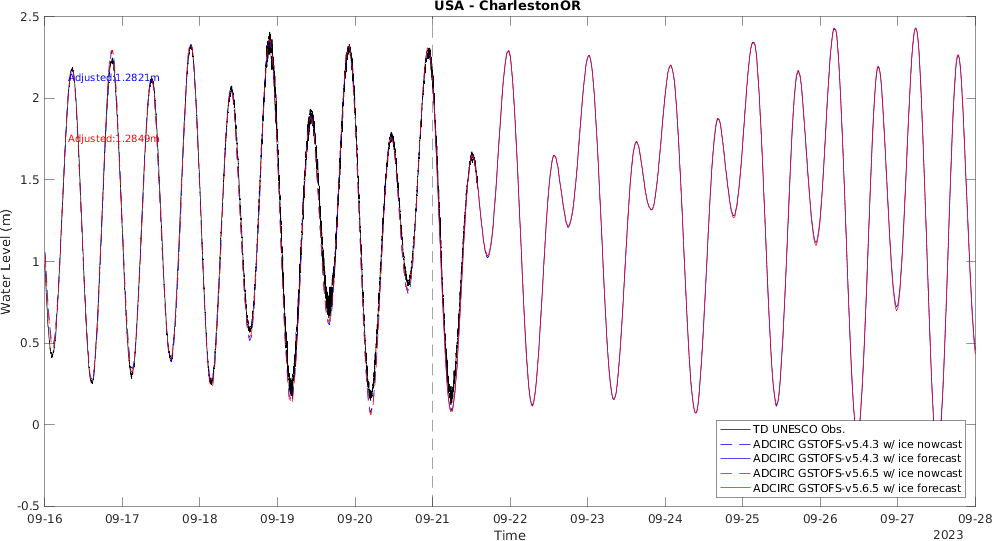 USA - CharlestonOR
2.5
2
1.5
1
0.5
0
-0.5
Water Level (m)
Adjusted:1.2821m
Adjusted:1.2849m
TD UNESCO Obs.
ADCIRC GSTOFS-v5.4.3 w/ ice nowcast
ADCIRC GSTOFS-v5.4.3 w/ ice forecast
ADCIRC GSTOFS-v5.6.5 w/ ice nowcast
ADCIRC GSTOFS-v5.6.5 w/ ice forecast
09-16 09-17 09-18 09-19 09-20 09-21 09-22 09-23 09-24 09-25 09-26 09-27 09-28
Time
2023